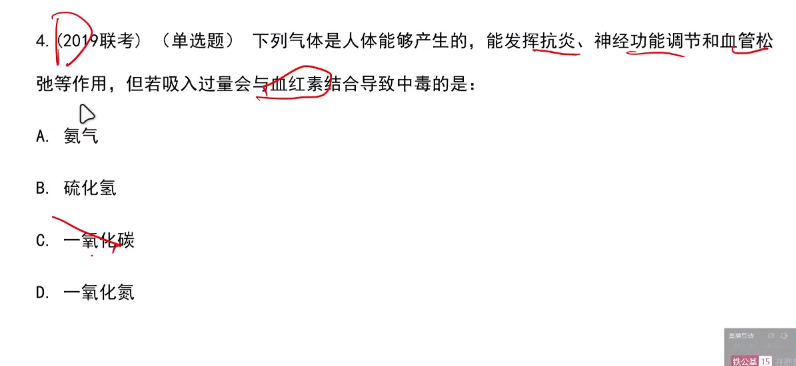 4.（2019联考）（单选题） 下列气体是人体能够产生的，能发挥抗炎、神经功能调节和血管松
弛等作用，但若吸入过量会与血红素结合导致中毒的是：
A. 氨气
B. 硫化氢
C. 一氧化碳
D. 一氧化氮
铁公基 15